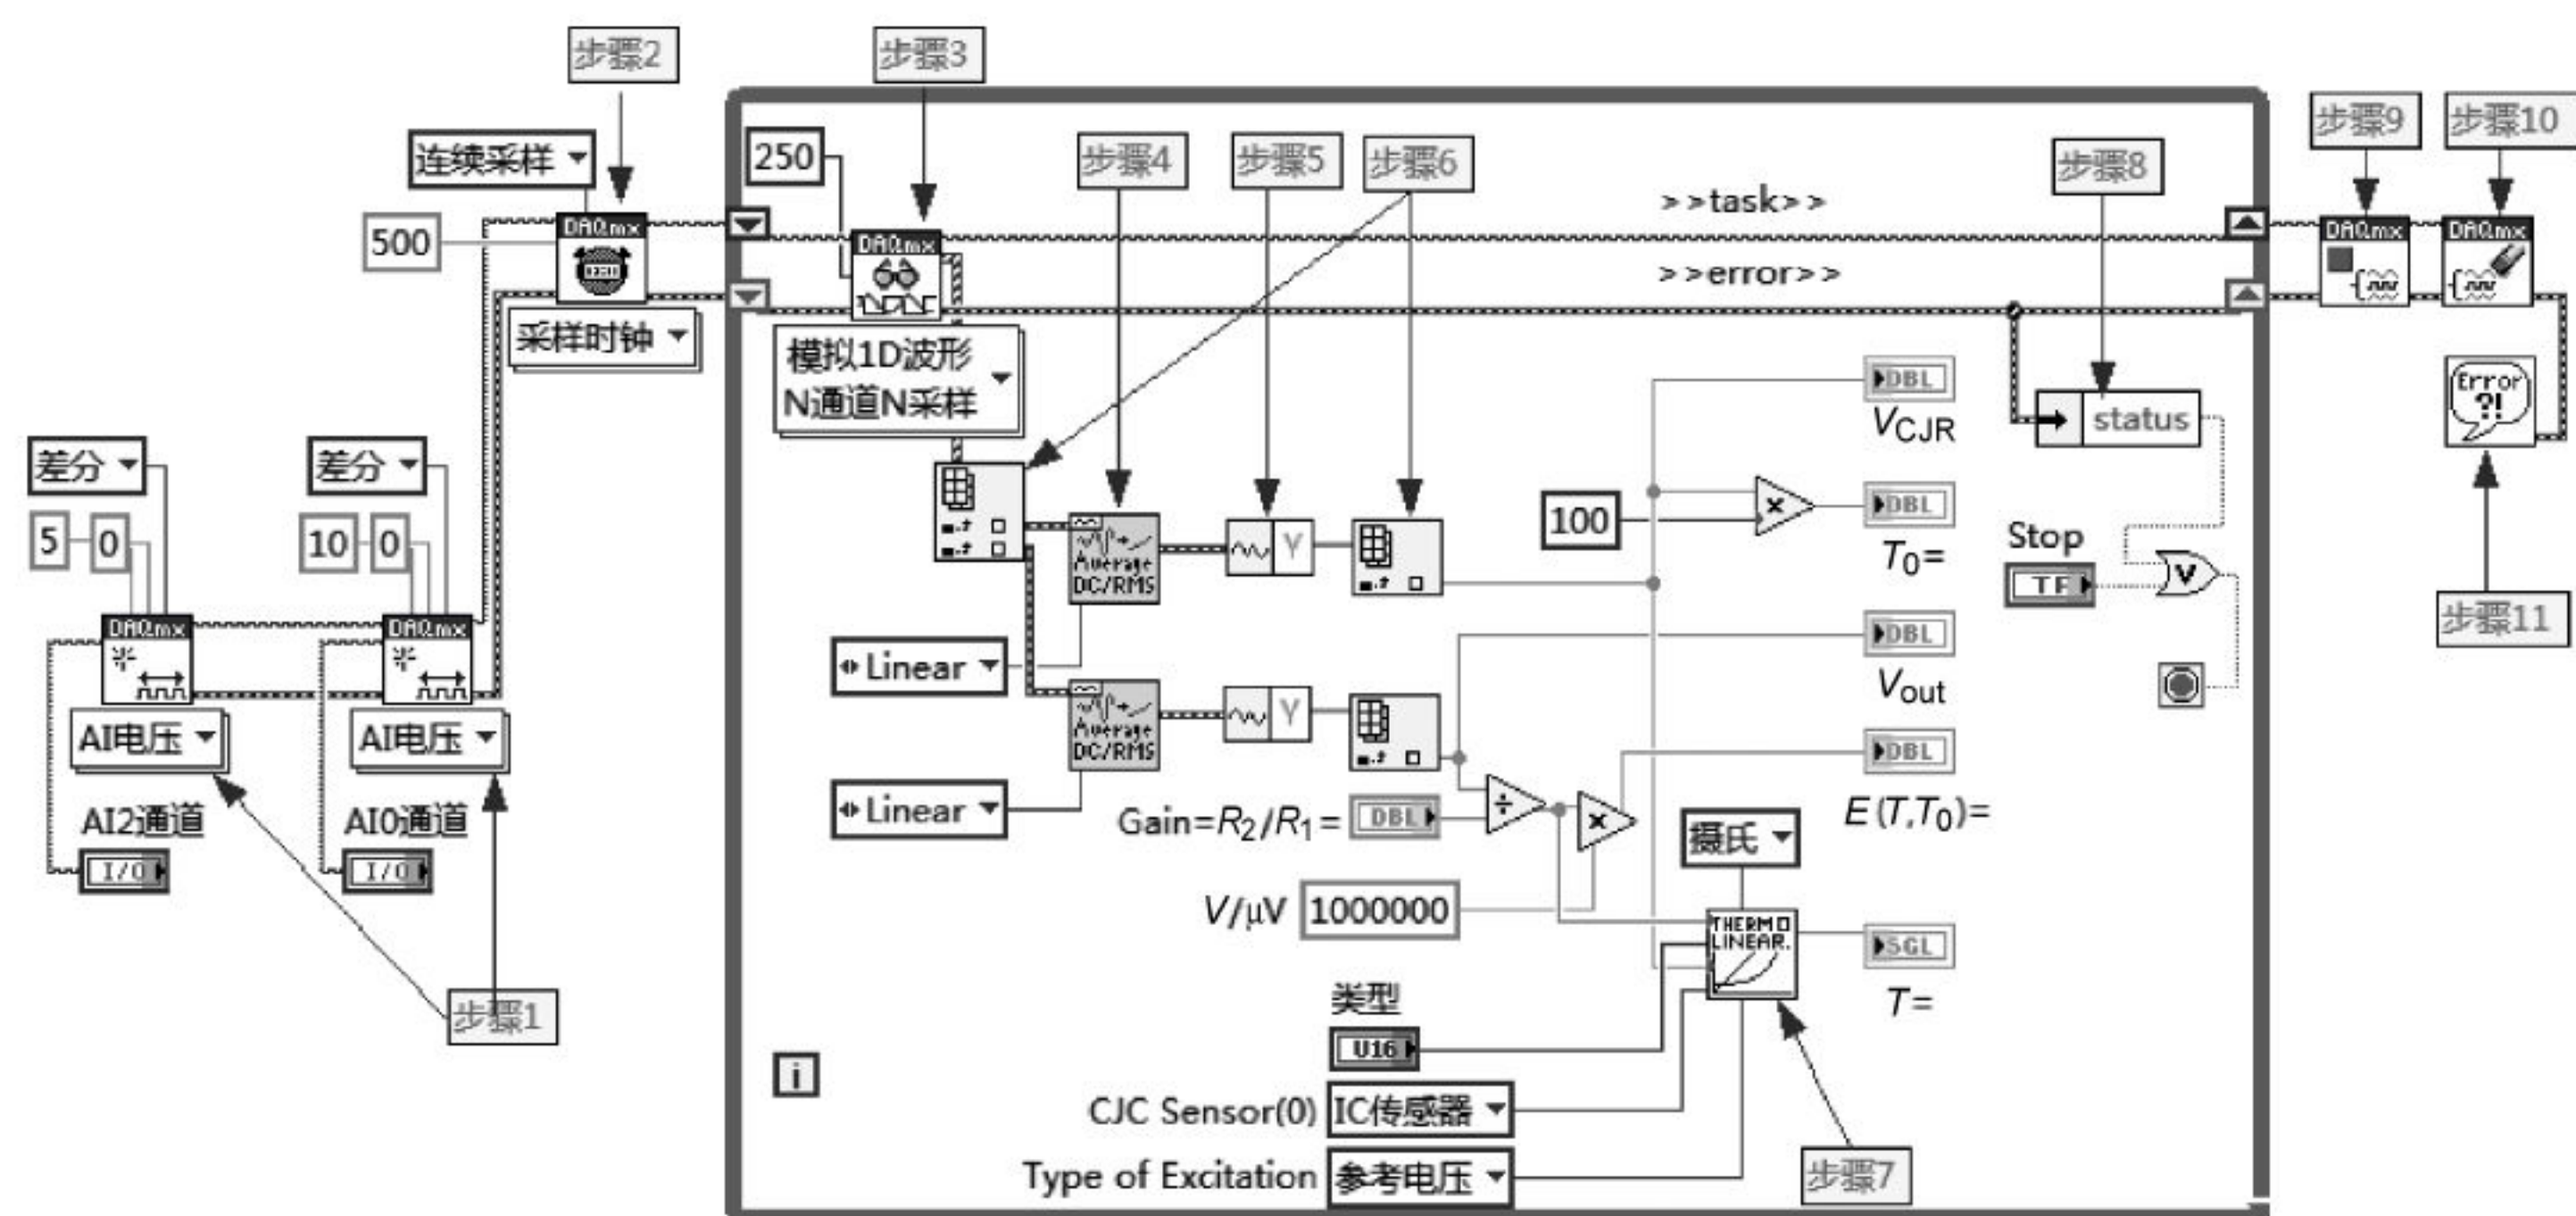 步骤2
步骤3
步骤9
步骤10
连续采样
250
步骤4
步骤5
步骤6
步骤8
>>task>>
500
DAQmx
DAQmx
DAQmx
DAQmx
>>error>>
采样时钟
模拟1D波形
N通道N采样
DBL
VCJR
status
Error
?!
差分
差分
5
0
10
0
100
DBL
T0=
Stop
TF
V
Y
Average
DC/RMS
步骤11
DAQmx
DAQmx
Linear
DBL
Vout
AI电压
AI电压
Average
DC/RMS
Y
DBL
E(T,T0)=
AI2通道
AI0通道
Linear
Gain=R2/R1=
DBL
摄氏
I/O
I/O
V/μV
1000000
THERMO
LINEAR.
SGL
T=
步骤1
类型
U16
i
CJC Sensor(0)
IC传感器
Type of Excitation
参考电压
步骤7